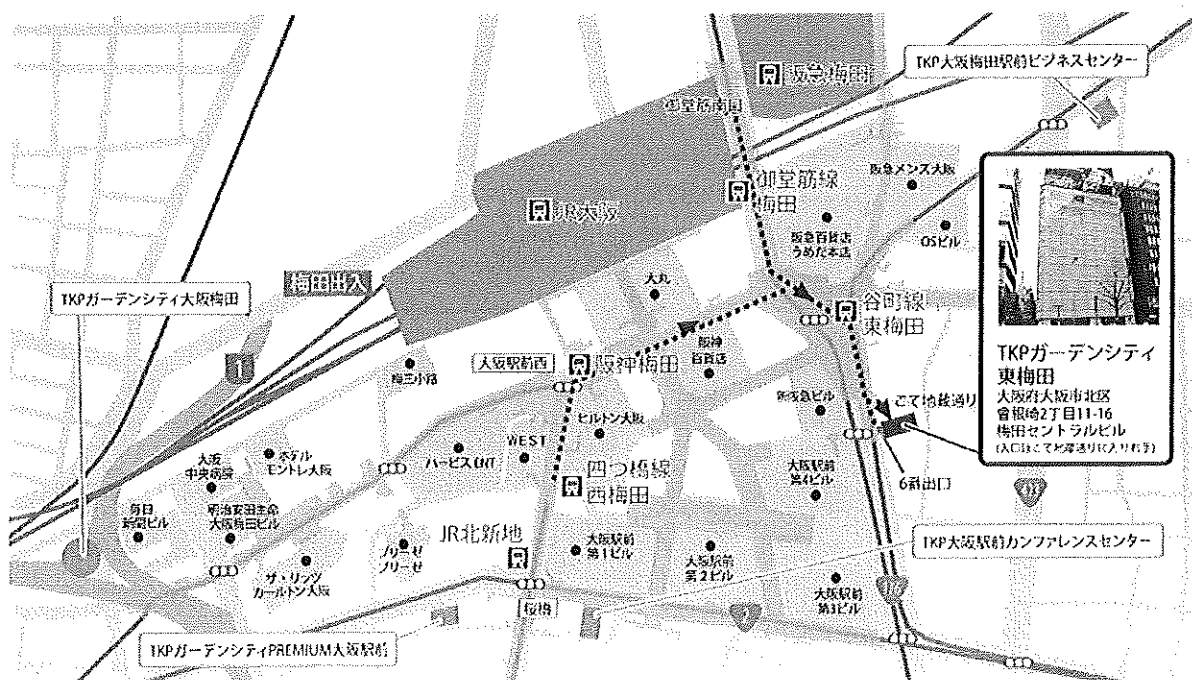 阪急梅田
TKP大阪梅田駅前ビジネスセンター
御堂筋南口
御堂筋線
梅田
阪急メンズ大阪
JR大阪
阪急百貨店
うめだ本店
OSビル
梅田出入
TKPガーデンシティ大阪梅田
大丸
谷町線
東梅田
1
大阪駅前西
阪神梅田
阪神
百貨店
梅三小路
TKPガーデンシティ
東梅田
大阪府大阪市北区
曾根崎2丁目11-16
梅田セントラルビル
新阪急ビル
ヒルトン大阪
WEST
ハービスENT
大阪
中央病院
ホテル
モントレ大阪
四つ橋線
西梅田
大阪駅前
第4ビル
6番出口
毎日
新聞ビル
明治安田生命
大阪梅田ビル
JR北新地
ブリーゼ
ブリーゼ
大阪駅前
第1ビル
大阪駅前
第2ビル
TKP大阪駅前カンファレンスセンター
ザ・リッツ
カールトン大阪
桜橋
大阪駅前
第3ビル
TKPガーデンシティPREMIUM大阪駅前